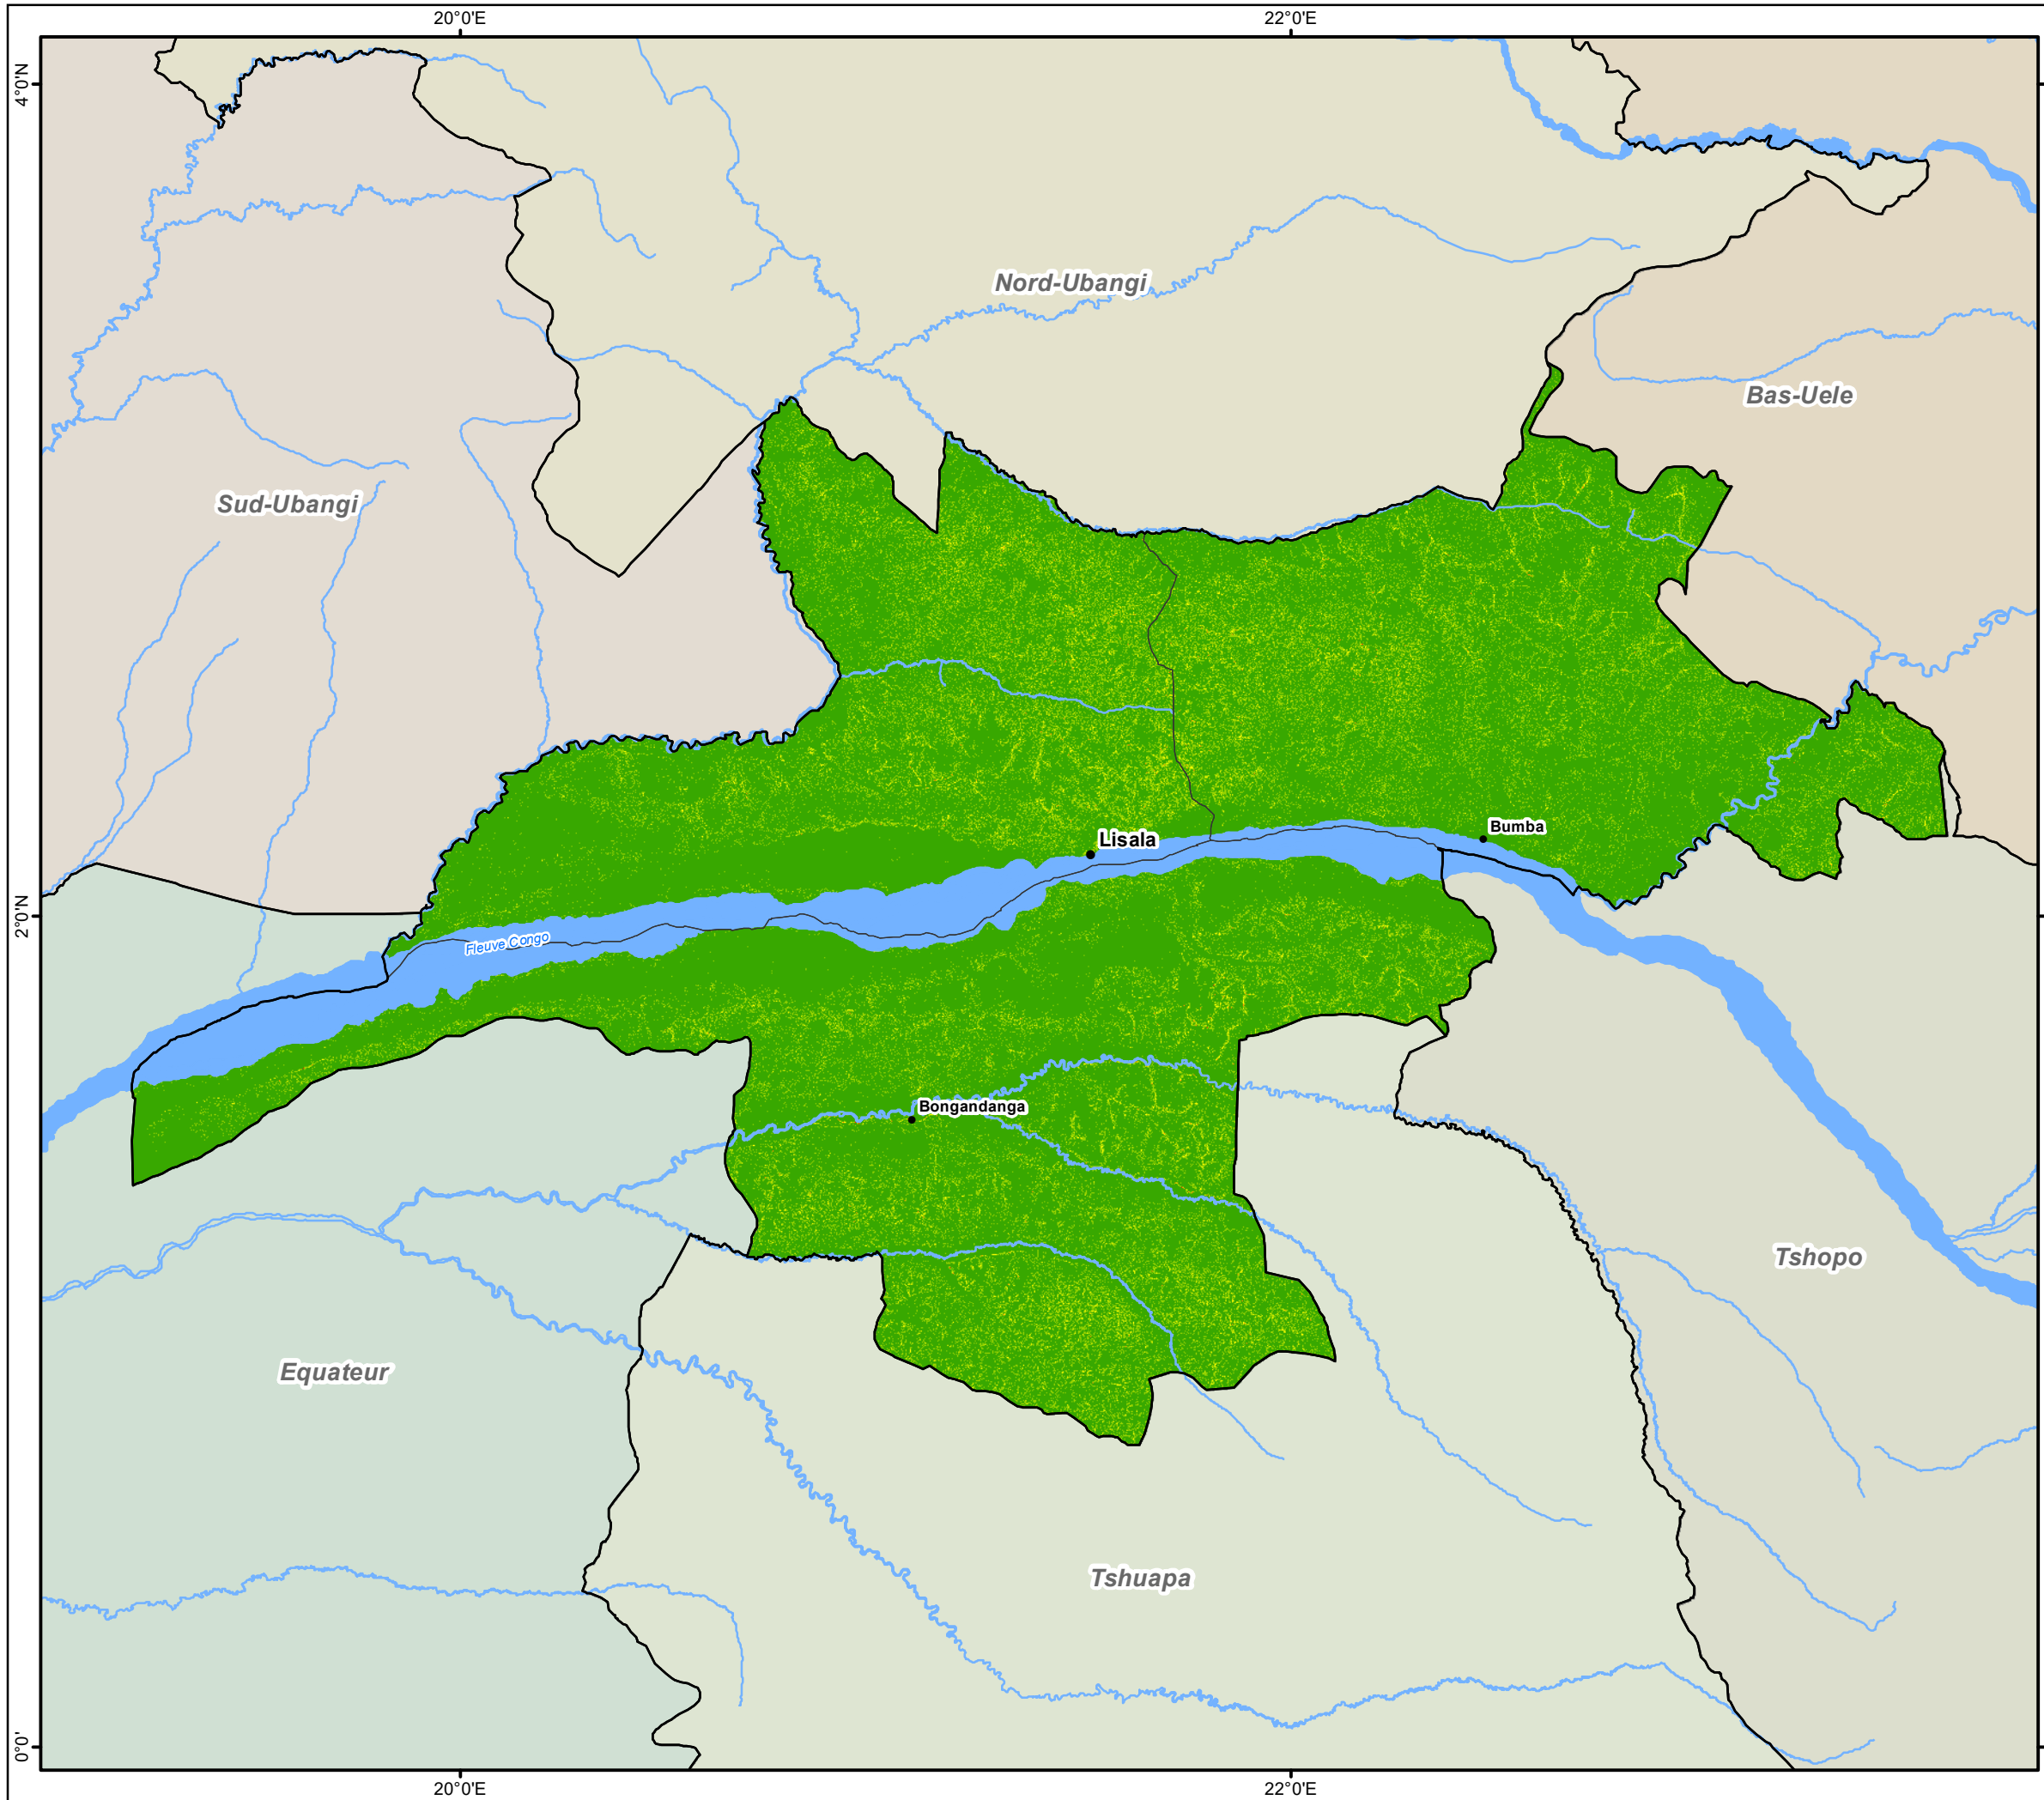 20°0'E 22°0'E
4°0'N
Nord-Ubangi
Bas-Uele
Sud-Ubangi
Bumba
Lisala
2°0'N
Fleuve Congo
Bongandanga
Tshopo
Equateur
Tshuapa
0°0'
20°0'E 22°0'E